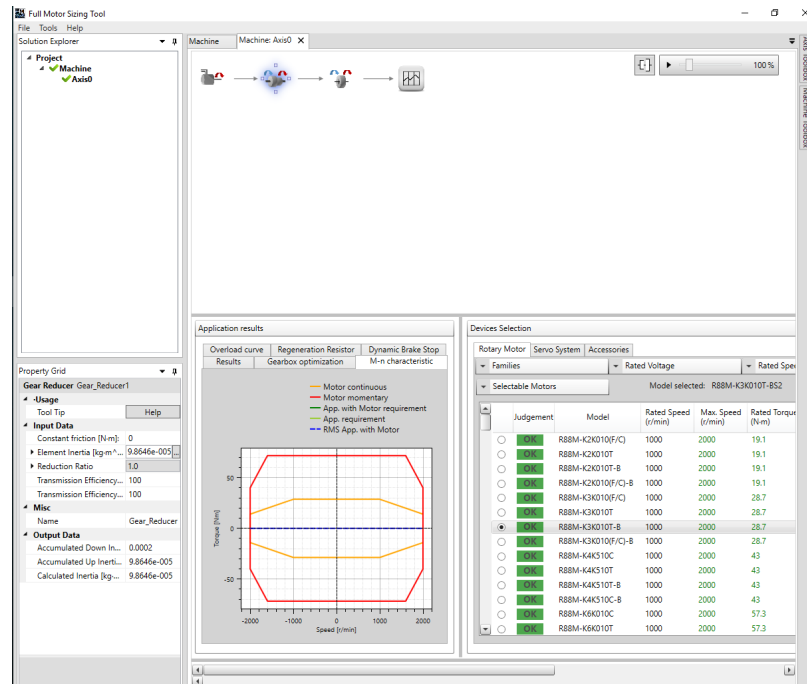 Full Motor Sizing Tool
File Tools Help
Solution Explorer
Project
Machine
Axis0
Machine
Machine: Axis0
100%
Axis Toolbox
Machine Toolbox
Property Grid
Gear Reducer Gear_Reducer1
-Usage
Tool Tip Help
Input Data
Constant friction [N·m]: 0
Element Inertia [kg·m^... 9.8646e-005 ...
Reduction Ratio 1.0
Transmission Efficiency... 100
Transmission Efficiency... 100
Misc
Name Gear_Reducer
Output Data
Accumulated Down In... 0.0002
Accumulated Up Inerti... 9.8646e-005
Calculated Inertia [kg·... 9.8646e-005
Application results
Overload curve Regeneration Resistor Dynamic Brake Stop
Results Gearbox optimization M-n characteristic
Motor continuous
Motor momentary
App. with Motor requirement
App. requirement
RMS App. with Motor
Torque [Nm]
50
0
-50
-2000 -1000 0 1000 2000
Speed [r/min]
Devices Selection
Rotary Motor Servo System Accessories
Families Rated Voltage Rated Spee
Selectable Motors Model selected: R88M-K3K010T-BS2
Judgement Model Rated Speed (r/min) Max. Speed (r/min) Rated Torque (N·m)
OK R88M-K2K010(F/C) 1000 2000 19.1
OK R88M-K2K010T 1000 2000 19.1
OK R88M-K2K010T-B 1000 2000 19.1
OK R88M-K2K010(F/C)-B 1000 2000 19.1
OK R88M-K3K010(F/C) 1000 2000 28.7
OK R88M-K3K010T 1000 2000 28.7
OK R88M-K3K010T-B 1000 2000 28.7
OK R88M-K3K010(F/C)-B 1000 2000 28.7
OK R88M-K4K510C 1000 2000 43
OK R88M-K4K510T 1000 2000 43
OK R88M-K4K510T-B 1000 2000 43
OK R88M-K4K510C-B 1000 2000 43
OK R88M-K6K010C 1000 2000 57.3
OK R88M-K6K010T 1000 2000 57.3